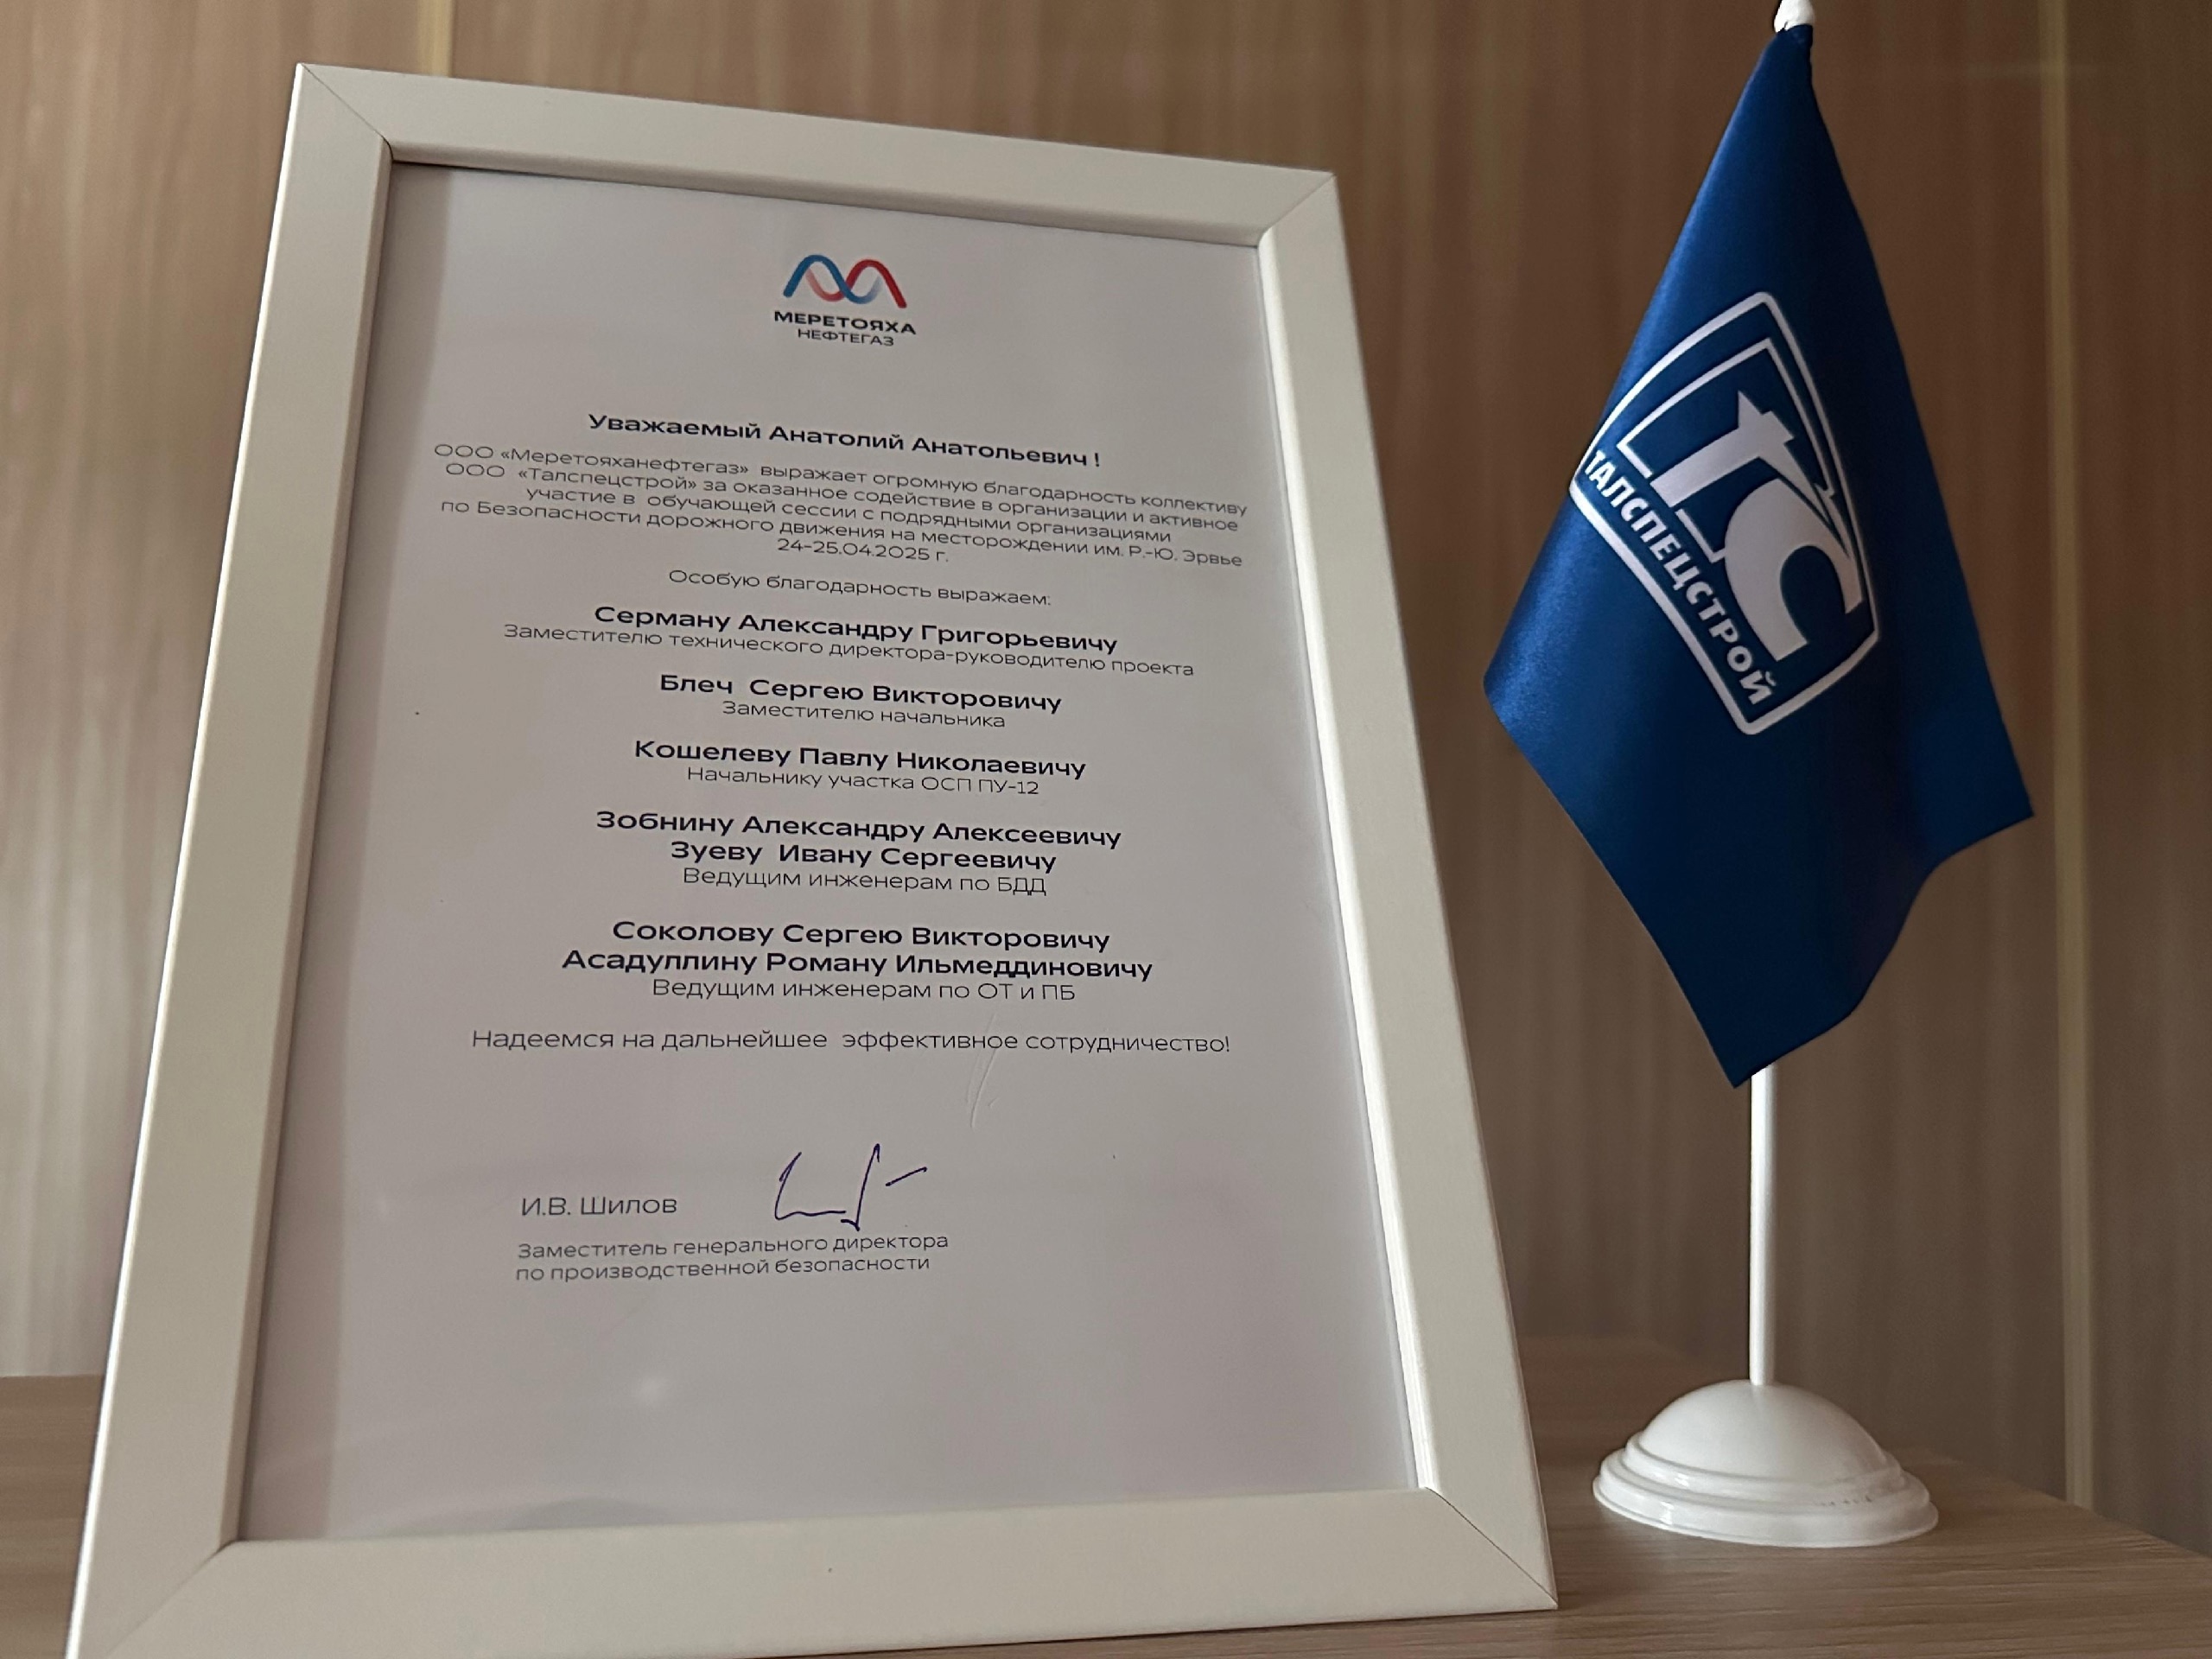 МЕРЕТОЯХА
НЕФТЕГАЗ
Уважаемый Анатолий Анатольевич !
ООО «Меретояханефтегаз» выражает огромную благодарность коллективу
ООО «Талспецстрой» за оказанное содействие в организации и активное
участие в обучающей сессии с подрядными организациями
по Безопасности дорожного движения на месторождении им. Р.-Ю. Эрвье
24-25.04.2025 г.
Особую благодарность выражаем:
Серману Александру Григорьевичу
Заместителю технического директора-руководителю проекта
Блеч Сергею Викторовичу
Заместителю начальника
Кошелеву Павлу Николаевичу
Начальнику участка ОСП ПУ-12
Зобнину Александру Алексеевичу
Зуеву Ивану Сергеевичу
Ведущим инженерам по БДД
Соколову Сергею Викторовичу
Асадуллину Роману Ильмеддиновичу
Ведущим инженерам по ОТ и ПБ
Надеемся на дальнейшее эффективное сотрудничество!
И.В. Шилов
Заместитель генерального директора
по производственной безопасности
ТС
ТАЛСПЕЦСТРОЙ